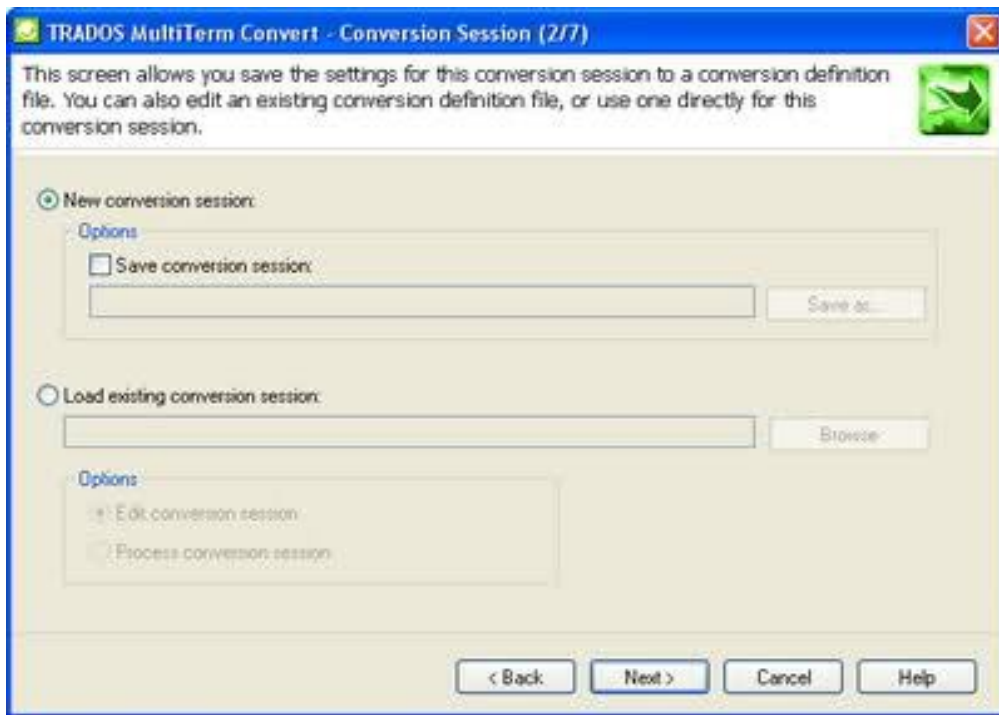 TRADOS MultiTerm Convert - Conversion Session (2/7)
This screen allows you save the settings for this conversion session to a conversion definition
file. You can also edit an existing conversion definition file, or use one directly for this
conversion session.
New conversion session:
Options
Save conversion session:
Save as...
Load existing conversion session:
Browse
Options
Edit conversion session
Process conversion session
< Back Next > Cancel Help